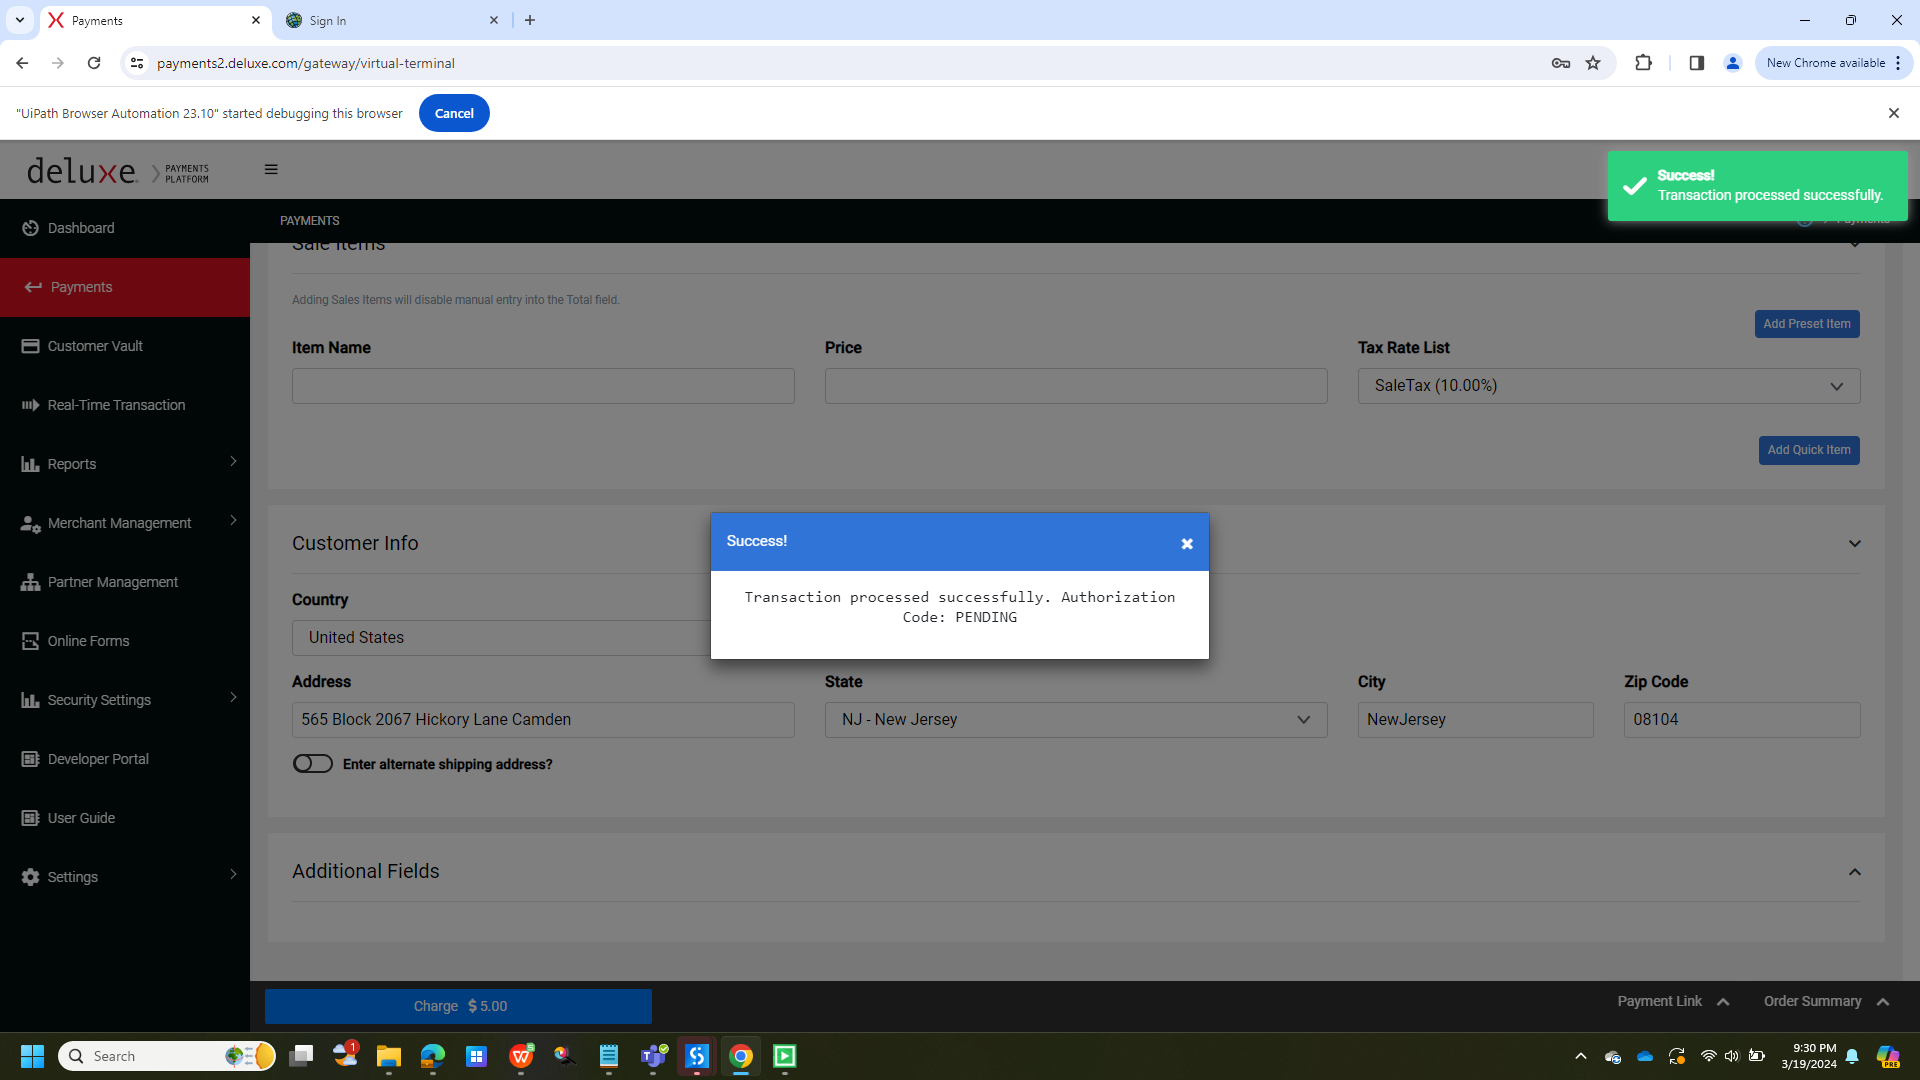 Payments
Sign In
payments2.deluxe.com/gateway/virtual-terminal
New Chrome available
"UiPath Browser Automation 23.10" started debugging this browser
Cancel
deluxe.
PAYMENTS
PLATFORM
Success!
Transaction processed successfully.
Dashboard
PAYMENTS
Payments
Sale Items
Payments
Adding Sales Items will disable manual entry into the Total field.
Add Preset Item
Customer Vault
Item Name
Price
Tax Rate List
SaleTax (10.00%)
Real-Time Transaction
Reports
Add Quick Item
Merchant Management
Customer Info
Success!
Transaction processed successfully. Authorization
Code: PENDING
Partner Management
Country
United States
Online Forms
Address
State
City
Zip Code
Security Settings
565 Block 2067 Hickory Lane Camden
NJ - New Jersey
NewJersey
08104
Developer Portal
Enter alternate shipping address?
User Guide
Additional Fields
Settings
Charge $ 5.00
Payment Link
Order Summary
Search
1
9:30 PM
3/19/2024
PRE